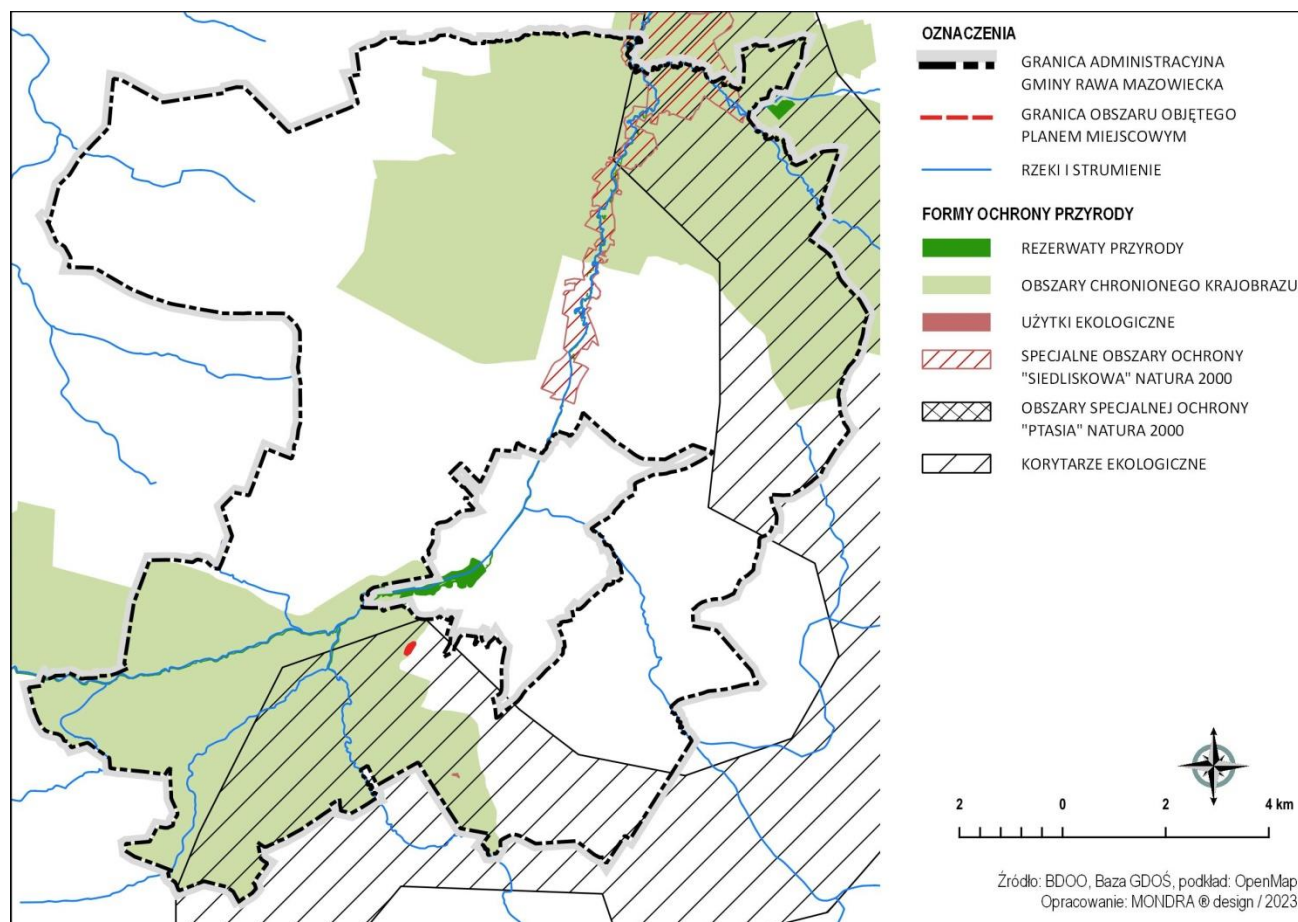 OZNACZENIA
GRANICA ADMINISTRACYJNA
GMINY RAWA MAZOWIECKA
GRANICA OBSZARU OBJĘTEGO
PLANEM MIEJSCOWYM
RZEKI I STRUMIENIE
FORMY OCHRONY PRZYRODY
REZERWATY PRZYRODY
OBSZARY CHRONIONEGO KRAJOBRAZU
UŻYTKI EKOLOGICZNE
SPECJALNE OBSZARY OCHRONY
"SIEDLISKOWA" NATURA 2000
OBSZARY SPECJALNEJ OCHRONY
"PTASIA" NATURA 2000
KORYTARZE EKOLOGICZNE
2 0 2 4 km
Źródło: BDOO, Baza GDOŚ, podkład: OpenMap
Opracowanie: MONDRA ® design / 2023